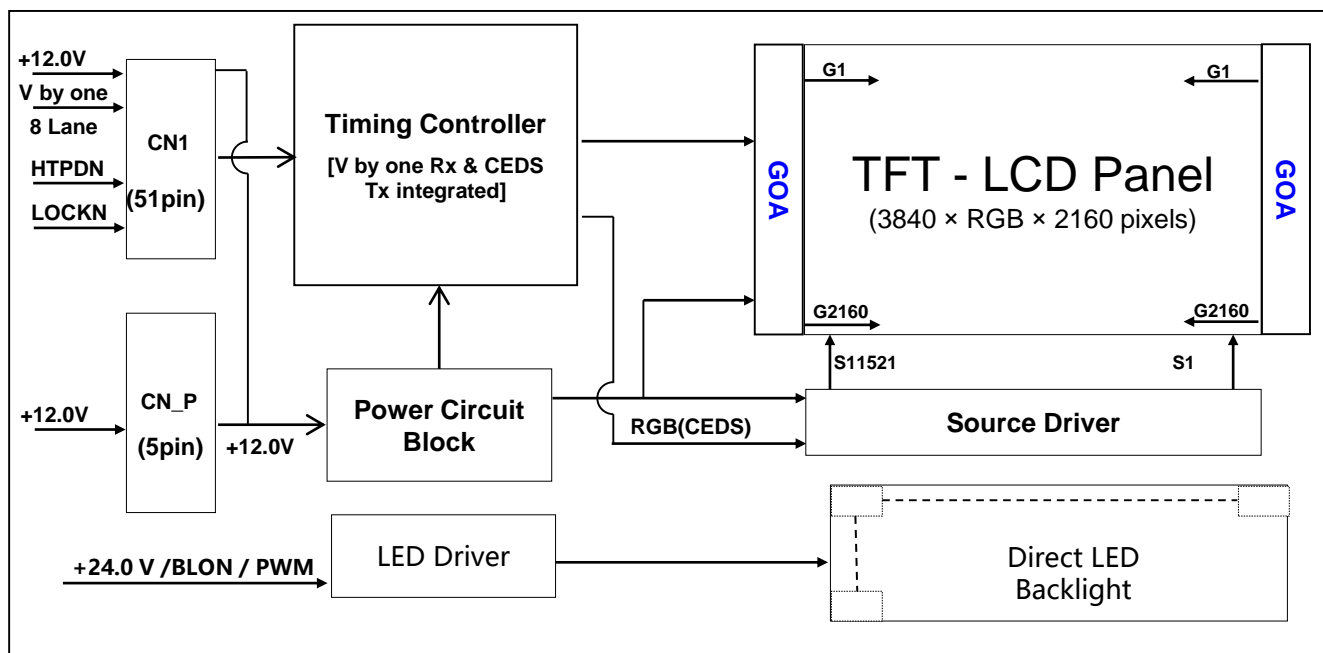 +12.0V
V by one
8 Lane
HTPDN
LOCKN
CN1
(51pin)
Timing Controller
[V by one Rx & CEDS
Tx integrated]
GOA
G1
G1
TFT - LCD Panel
(3840 × RGB × 2160 pixels)
G2160
G2160
GOA
S11521
S1
+12.0V
CN_P
(5pin)
+12.0V
Power Circuit
Block
RGB(CEDS)
Source Driver
+24.0 V /BLON / PWM
LED Driver
Direct LED
Backlight